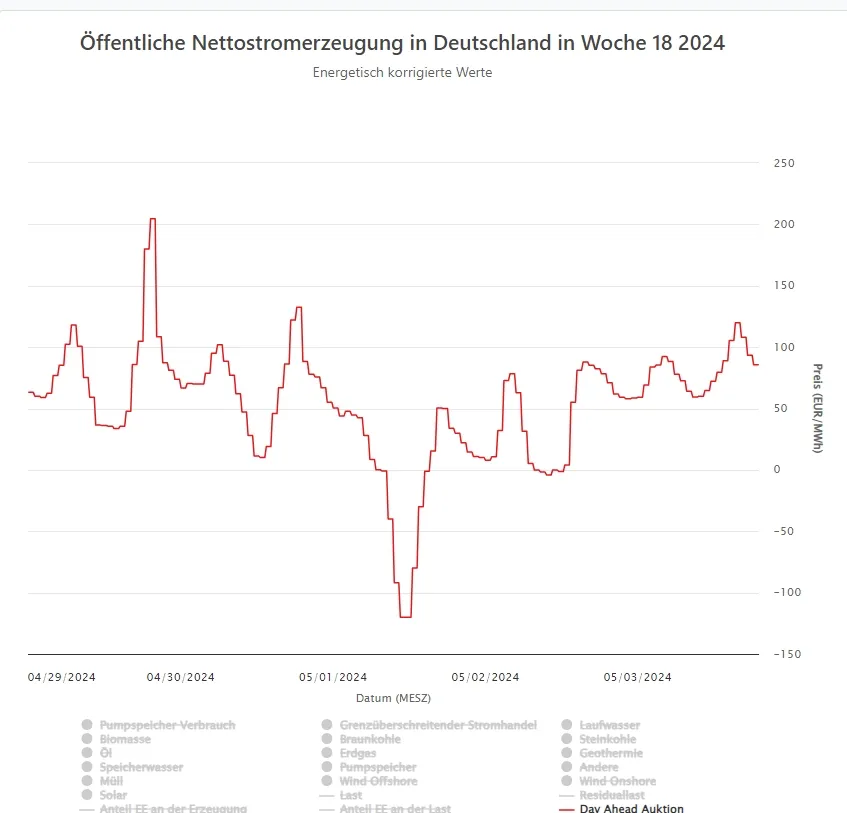 Öffentliche Nettostromerzeugung in Deutschland in Woche 18 2024
Energetisch korrigierte Werte
250
200
150
100
50
0
−50
−100
−150
Preis (EUR/MWh)
04/29/2024 04/30/2024 05/01/2024 05/02/2024 05/03/2024
Datum (MESZ)
Pumpspeicher Verbrauch Grenzüberschreitender Stromhandel Laufwasser
Biomasse Braunkohle Steinkohle
Öl Erdgas Geothermie
Speicherwasser Pumpspeicher Andere
Müll Wind Offshore Wind Onshore
Solar Last Residuallast
Anteil EE an der Erzeugung Anteil EE an der Last Day Ahead Auktion